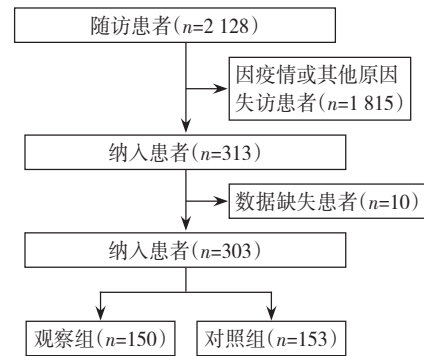 随访患者(n=2 128)
因疫情或其他原因
失访患者(n=1 815)
纳入患者(n=313)
数据缺失患者(n=10)
纳入患者(n=303)
观察组(n=150)
对照组(n=153)